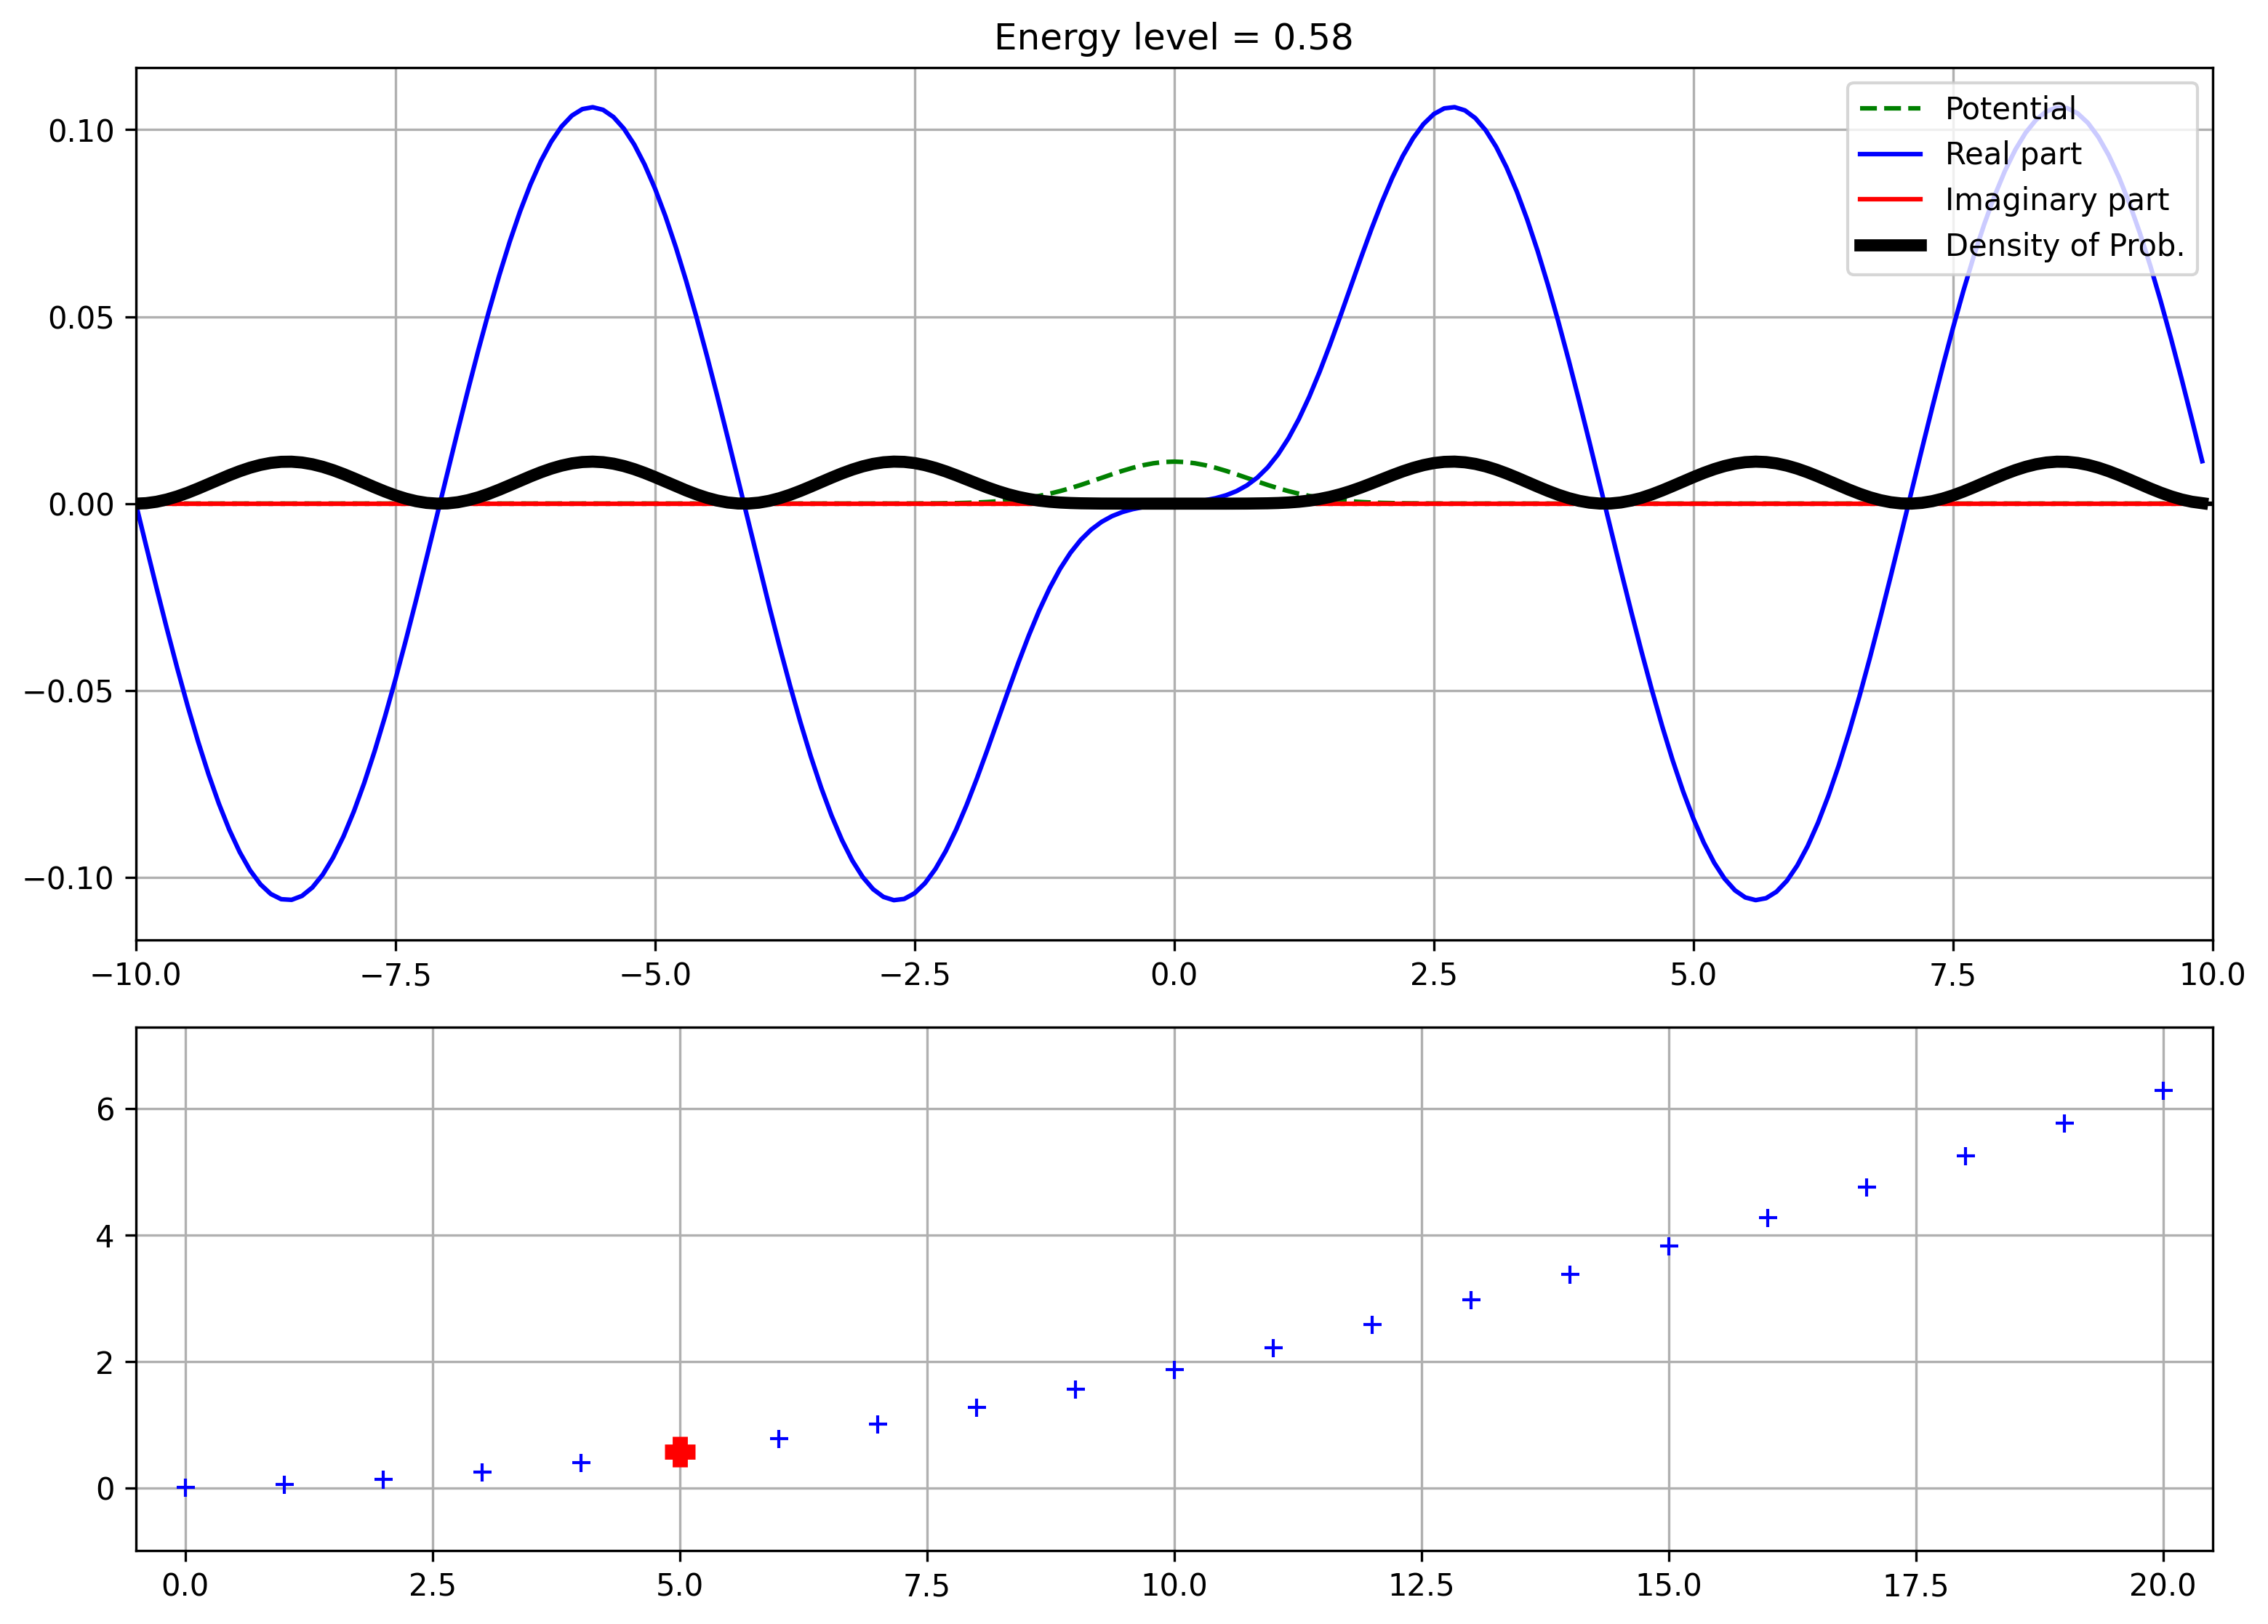 Energy level = 0.58
Potential
Real part
Imaginary part
Density of Prob.
0.10
0.05
0.00
−0.05
−0.10
−10.0 −7.5 −5.0 −2.5 0.0 2.5 5.0 7.5 10.0
6
4
2
0
0.0 2.5 5.0 7.5 10.0 12.5 15.0 17.5 20.0